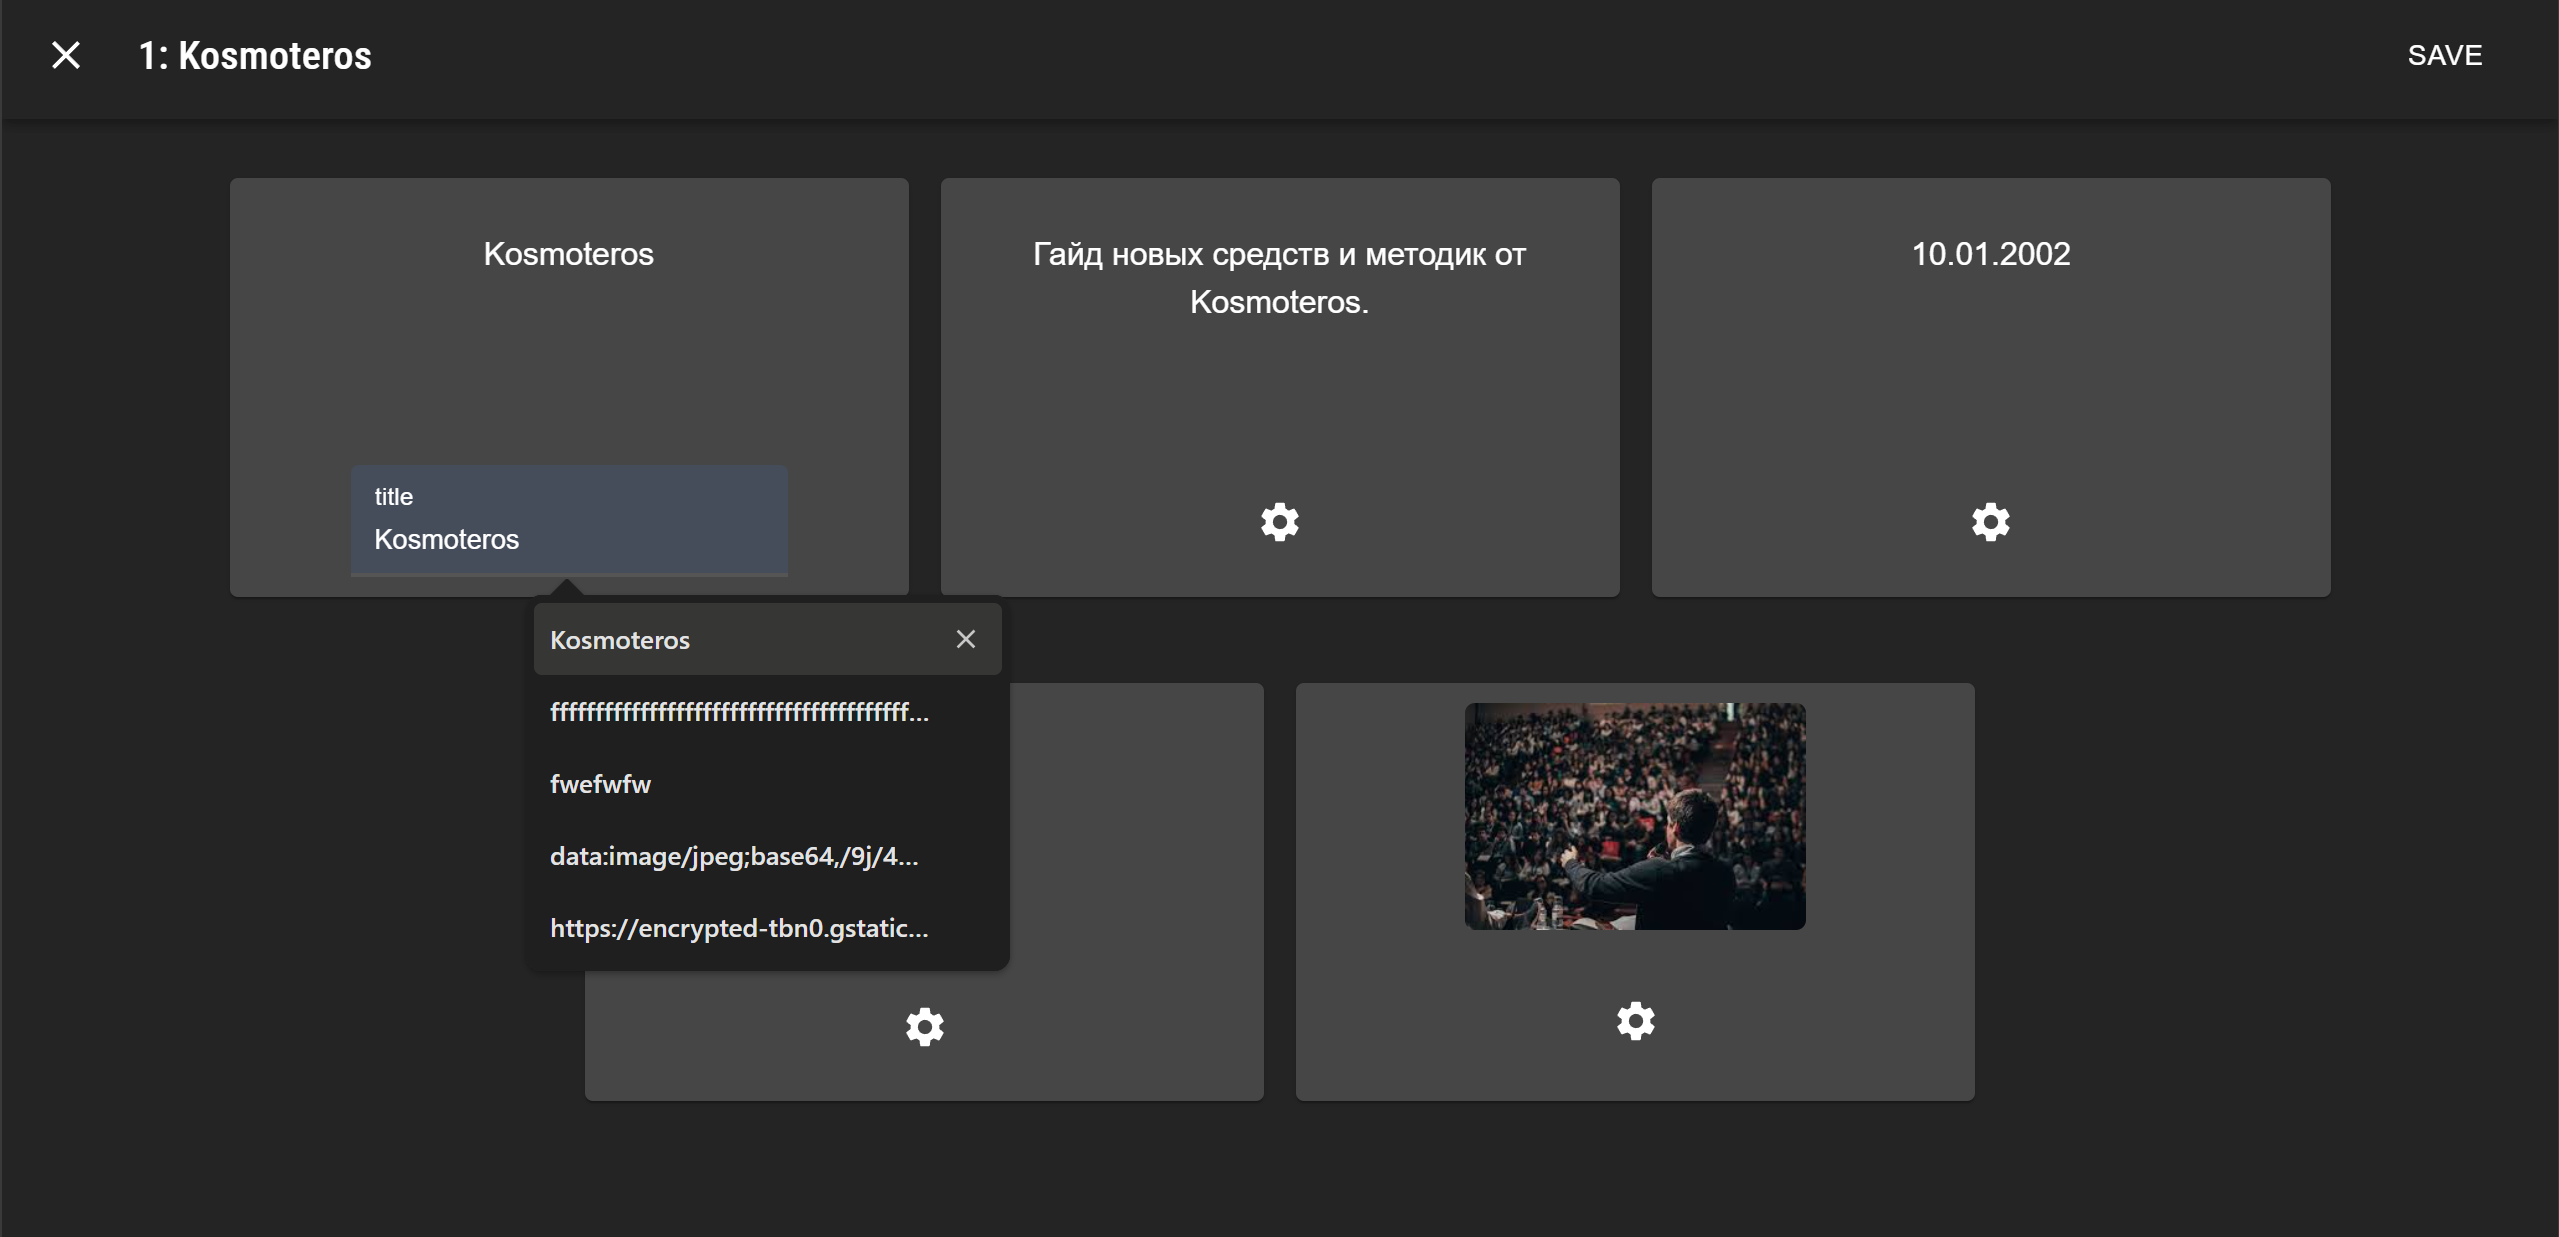 1: Kosmoteros
SAVE
Kosmoteros
Гайд новых средств и методик от
Kosmoteros.
10.01.2002
title
Kosmoteros
Kosmoteros
ffffffffffffffffffffffffffffffffffffffff...
fwefwfw
data:image/jpeg;base64,/9j/4...
https://encrypted-tbn0.gstatic...